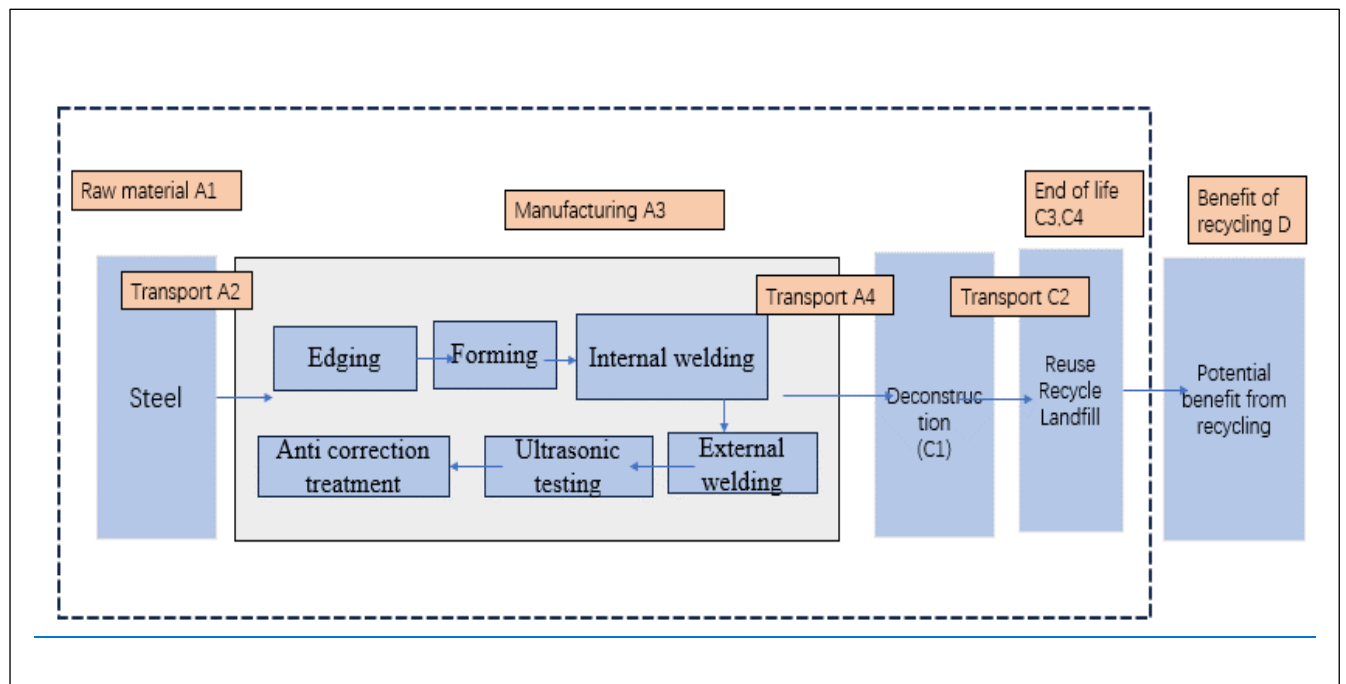 Raw material A1
Manufacturing A3
End of life
C3,C4
Benefit of
recycling D
Transport A2
Transport A4
Transport C2
Steel
Edging
Forming
Internal welding
Anti correction
treatment
Ultrasonic
testing
External
welding
Deconstruc
tion
(C1)
Reuse
Recycle
Landfill
Potential
benefit from
recycling